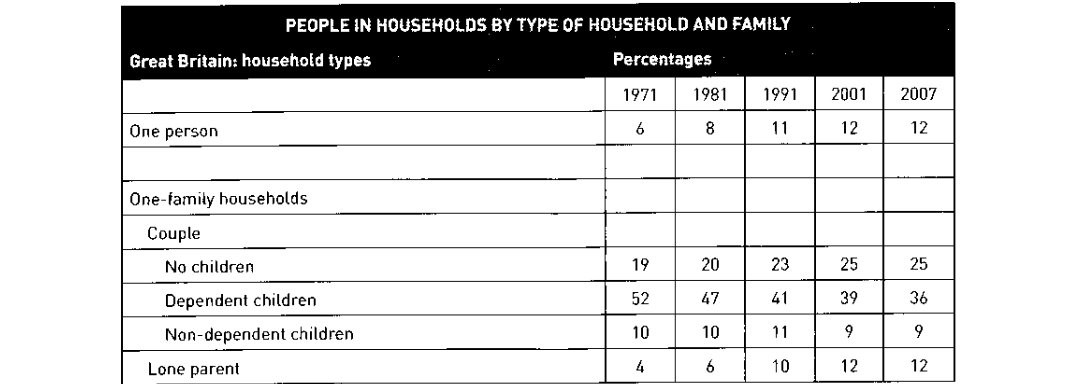 PEOPLE IN HOUSEHOLDS BY TYPE OF HOUSEHOLD AND FAMILY
Great Britain: household types Percentages
1971 1981 1991 2001 2007
One person 6 8 11 12 12
One-family households
Couple
No children 19 20 23 25 25
Dependent children 52 47 41 39 36
Non-dependent children 10 10 11 9 9
Lone parent 4 6 10 12 12